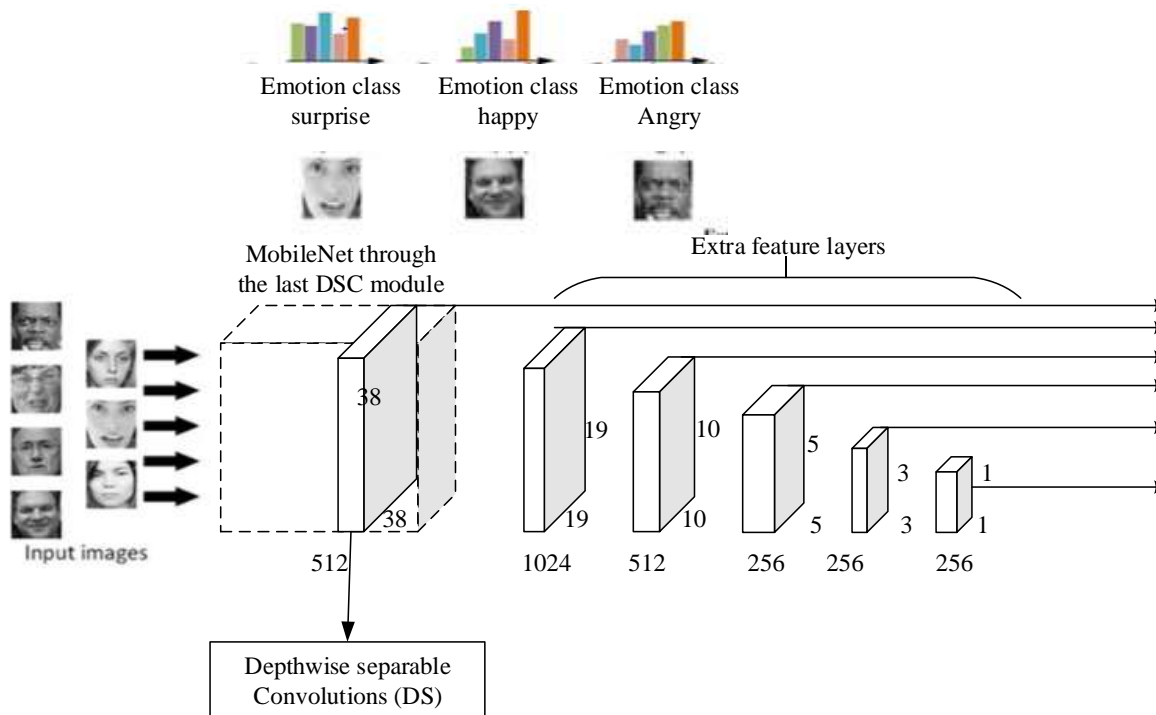 Emotion class
surprise
Emotion class
happy
Emotion class
Angry
MobileNet through
the last DSC module
Extra feature layers
38
38
19
19
10
10
5
5
3
3
1
1
Input images
512
1024
512
256
256
256
Depthwise separable
Convolutions (DS)